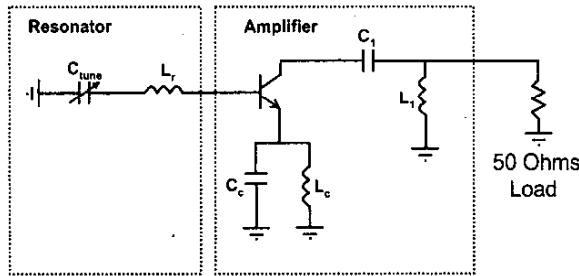 Resonator
Amplifier
C1
Ctune
Lr
L1
Cc
Lc
50 Ohms
Load